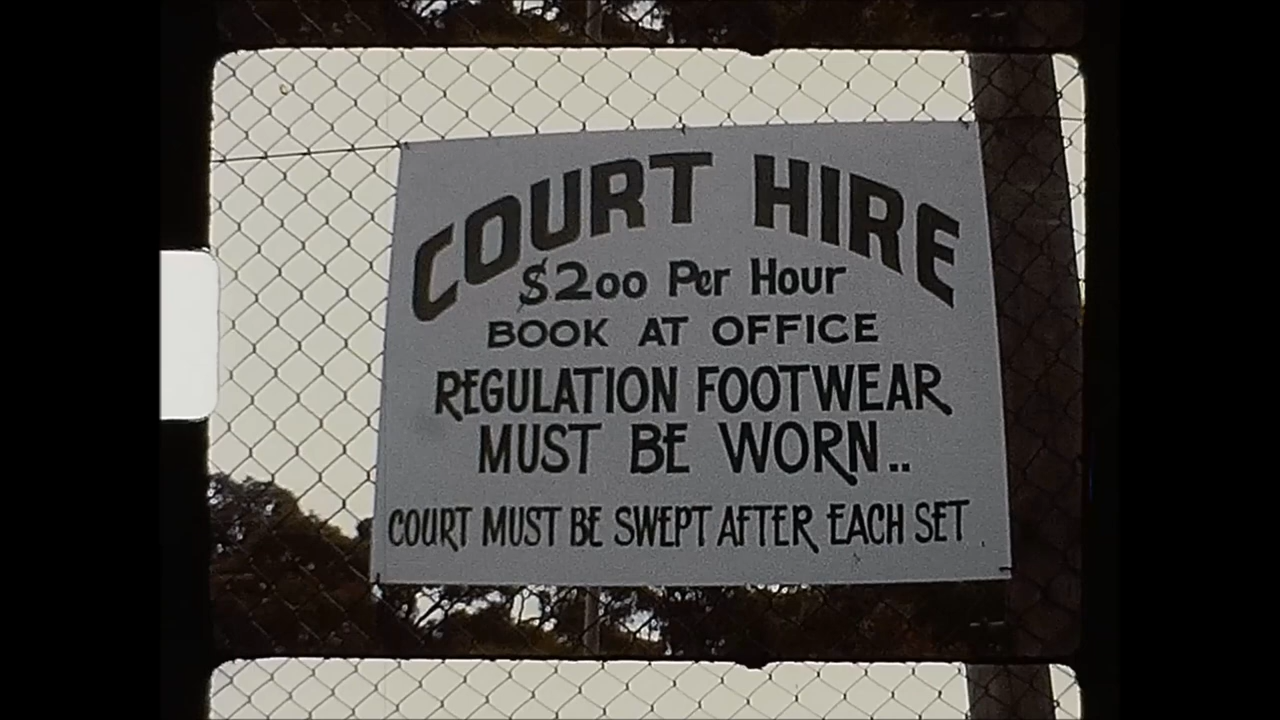 COURT HIRE
$200 Per Hour
BOOK AT OFFICE
REGULATION FOOTWEAR
MUST BE WORN..
COURT MUST BE SWEPT AFTER EACH SET.